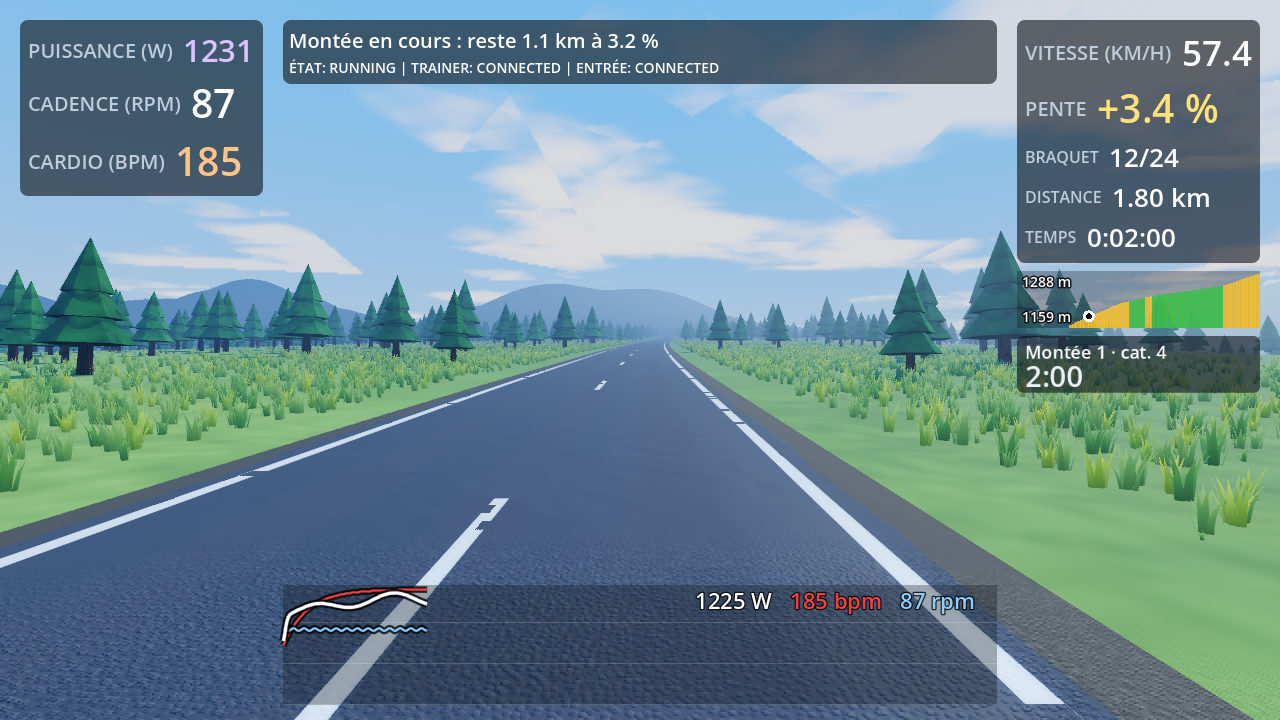 PUISSANCE (W) 1231
CADENCE (RPM) 87
CARDIO (BPM) 185
Montée en cours : reste 1.1 km à 3.2 %
ÉTAT: RUNNING | TRAINER: CONNECTED | ENTRÉE: CONNECTED
VITESSE (KM/H) 57.4
PENTE +3.4 %
BRAQUET 12/24
DISTANCE 1.80 km
TEMPS 0:02:00
1288 m
1159 m
Montée 1 · cat. 4
2:00
1225 W 185 bpm 87 rpm